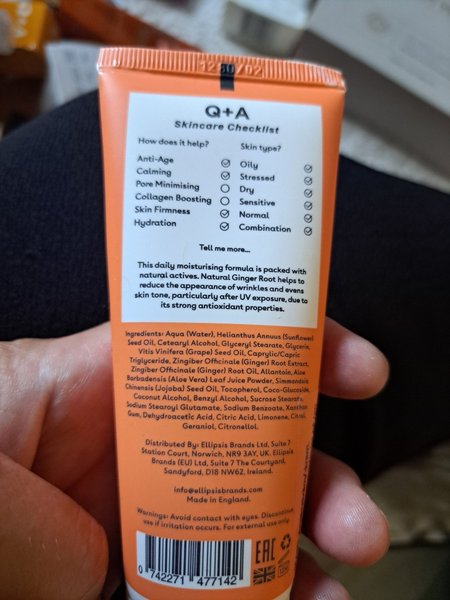 Q+A
Skincare Checklist
How does it help? Skin type?
Anti-Age Oily
Calming Stressed
Pore Minimising Dry
Collagen Boosting Sensitive
Skin Firmness Normal
Hydration Combination
Tell me more...
This daily moisturising formula is packed with
natural actives. Natural Ginger Root helps to
reduce the appearance of wrinkles and evens
skin tone, particularly after UV exposure, due to
its strong antioxidant properties.
Ingredients: Aqua (Water), Helianthus Annuus (Sunflower)
Seed Oil, Cetearyl Alcohol, Glyceryl Stearate, Glycerin,
Vitis Vinifera (Grape) Seed Oil, Caprylic/Capric
Triglyceride, Zingiber Officinale (Ginger) Root Extract,
Zingiber Officinale (Ginger) Root Oil, Allantoin, Aloe
Barbadensis (Aloe Vera) Leaf Juice Powder, Simmondsia
Chinensis (Jojoba) Seed Oil, Tocopherol, Coco-Glucoside,
Coconut Alcohol, Benzyl Alcohol, Sucrose Stearate,
Sodium Stearoyl Glutamate, Sodium Benzoate, Xanthan
Gum, Dehydroacetic Acid, Citric Acid, Limonene, Citral,
Geraniol, Citronellol.
Distributed By: Ellipsis Brands Ltd, Suite 7
Station Court, Norwich, NR9 3AY, UK. Ellipsis
Brands (EU) Ltd, Suite 7 The Courtyard,
Sandyford, D18 NW62, Ireland.
info@ellipsisbrands.com
Made in England.
Warnings: Avoid contact with eyes. Discontinue
use if irritation occurs. For external use only.
0 742271 477142
EAC